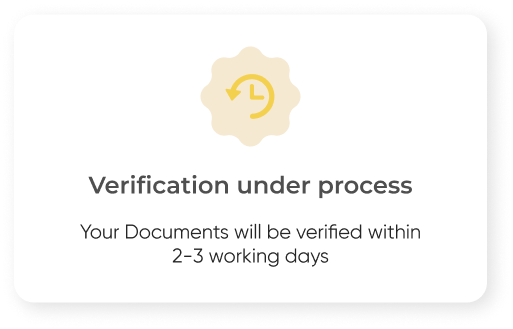 Verification under process
Your Documents will be verified within
2-3 working days